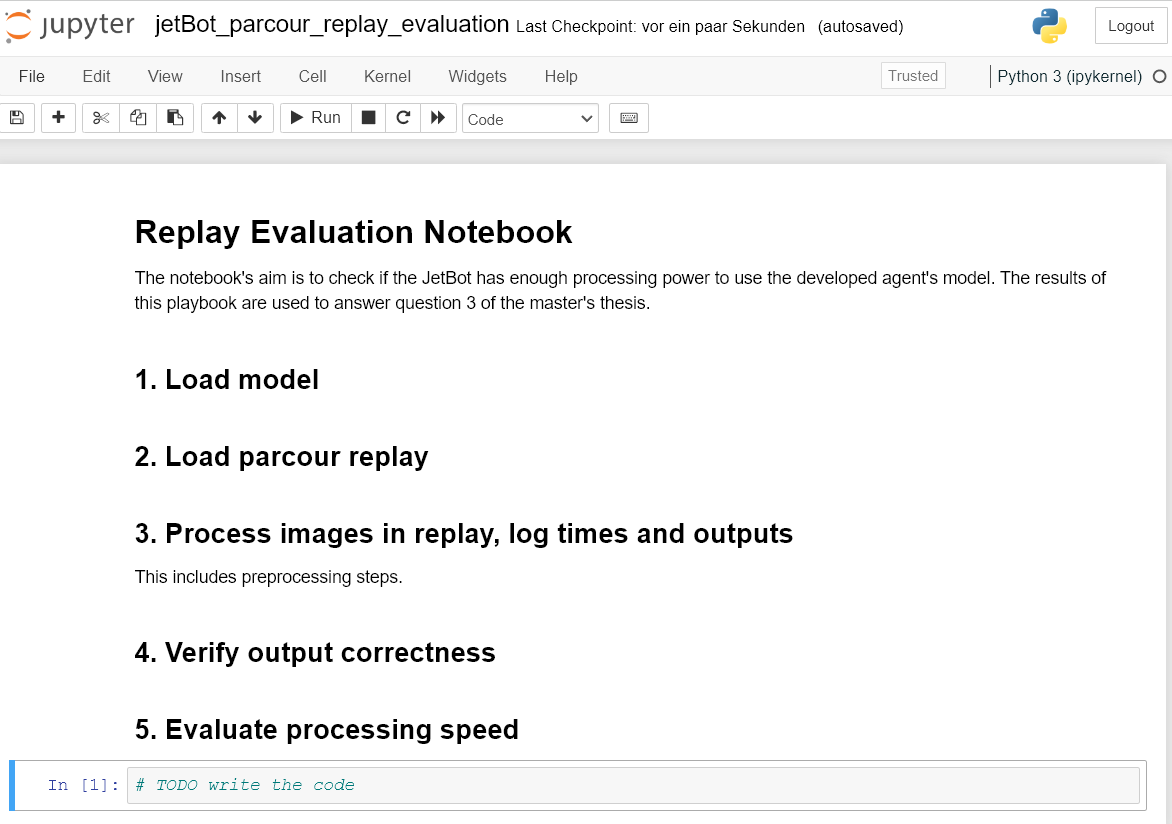 jupyter jetBot_parcour_replay_evaluation Last Checkpoint: vor ein paar Sekunden (autosaved) Logout
File Edit View Insert Cell Kernel Widgets Help Trusted Python 3 (ipykernel)
Run Code
Replay Evaluation Notebook
The notebook's aim is to check if the JetBot has enough processing power to use the developed agent's model. The results of
this playbook are used to answer question 3 of the master's thesis.
1. Load model
2. Load parcour replay
3. Process images in replay, log times and outputs
This includes preprocessing steps.
4. Verify output correctness
5. Evaluate processing speed
In [1]: # TODO write the code